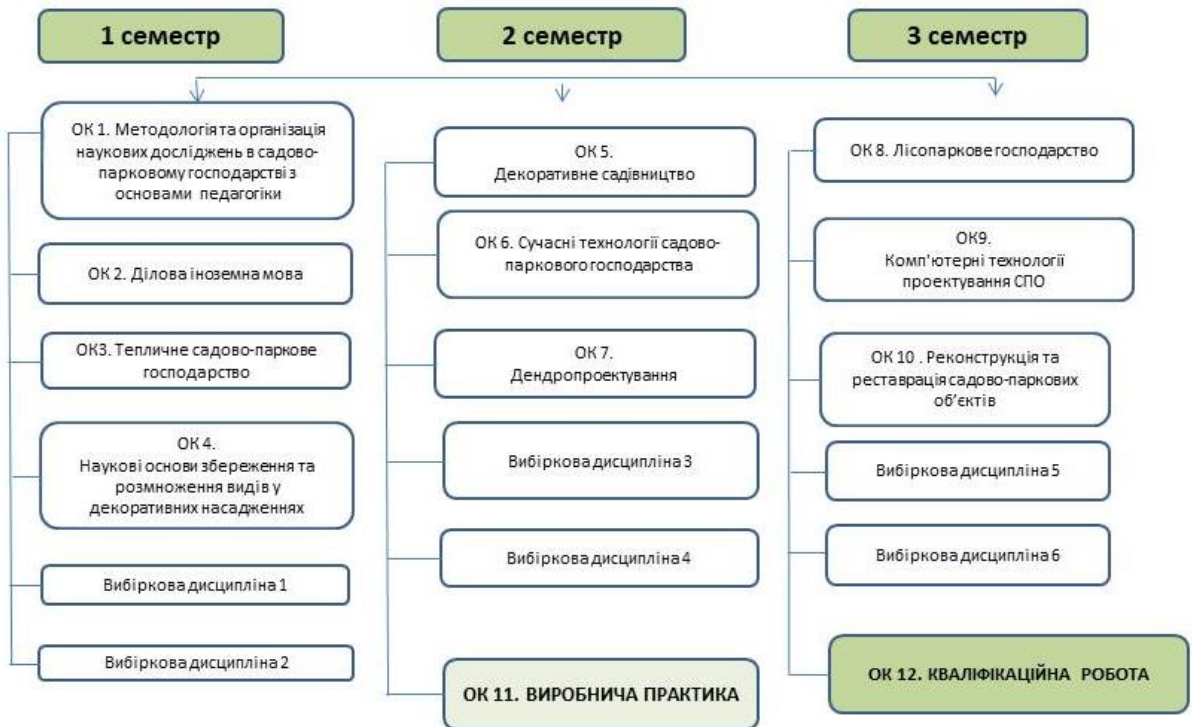 1 семестр
2 семестр
3 семестр
ОК 1. Методологія та організація
наукових досліджень в садово-
парковому господарстві з
основами педагогіки
ОК 2. Ділова іноземна мова
ОК3. Тепличне садово-паркове
господарство
ОК 4.
Наукові основи збереження та
розмноження видів у
декоративних насадженнях
Вибіркова дисципліна 1
Вибіркова дисципліна 2
ОК 5.
Декоративне садівництво
ОК 6. Сучасні технології садово-
паркового господарства
ОК 7.
Дендропроектування
Вибіркова дисципліна 3
Вибіркова дисципліна 4
ОК 11. ВИРОБНИЧА ПРАКТИКА
ОК 8. Лісопаркове господарство
ОК9.
Комп'ютерні технології
проектування СПО
ОК 10 . Реконструкція та
реставрація садово-паркових
об’єктів
Вибіркова дисципліна 5
Вибіркова дисципліна 6
ОК 12. КВАЛІФІКАЦІЙНА РОБОТА